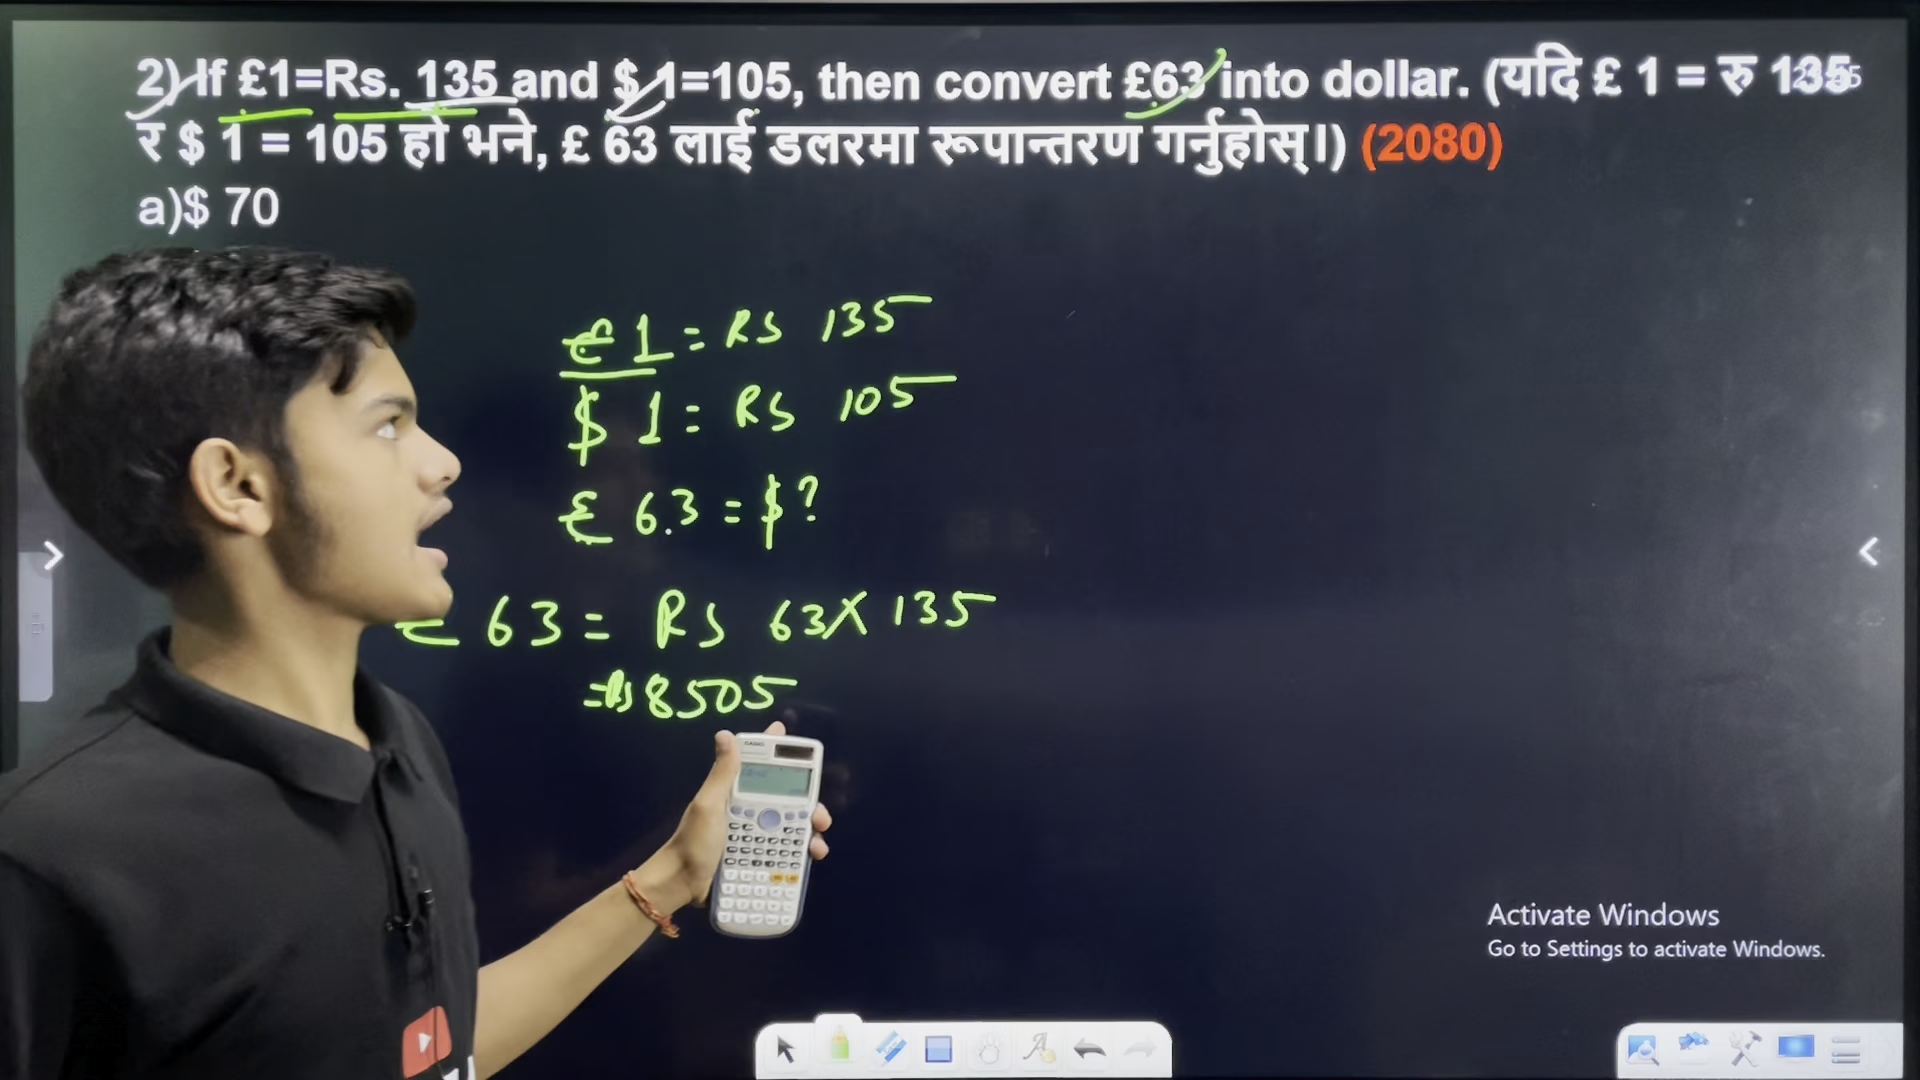 2) If £1=Rs. 135 and $ 1=105, then convert £63 into dollar. (यदि £ 1 = रु 135
र $ 1 = 105 हो भने, £ 63 लाई डलरमा रूपान्तरण गर्नुहोस्।) (2080)
a)$ 70
£ 1 = RS 135
$ 1 = RS 105
£ 63 = $ ?
£ 63 = RS 63 X 135
= RS 8505
CASIO
Activate Windows
Go to Settings to activate Windows.